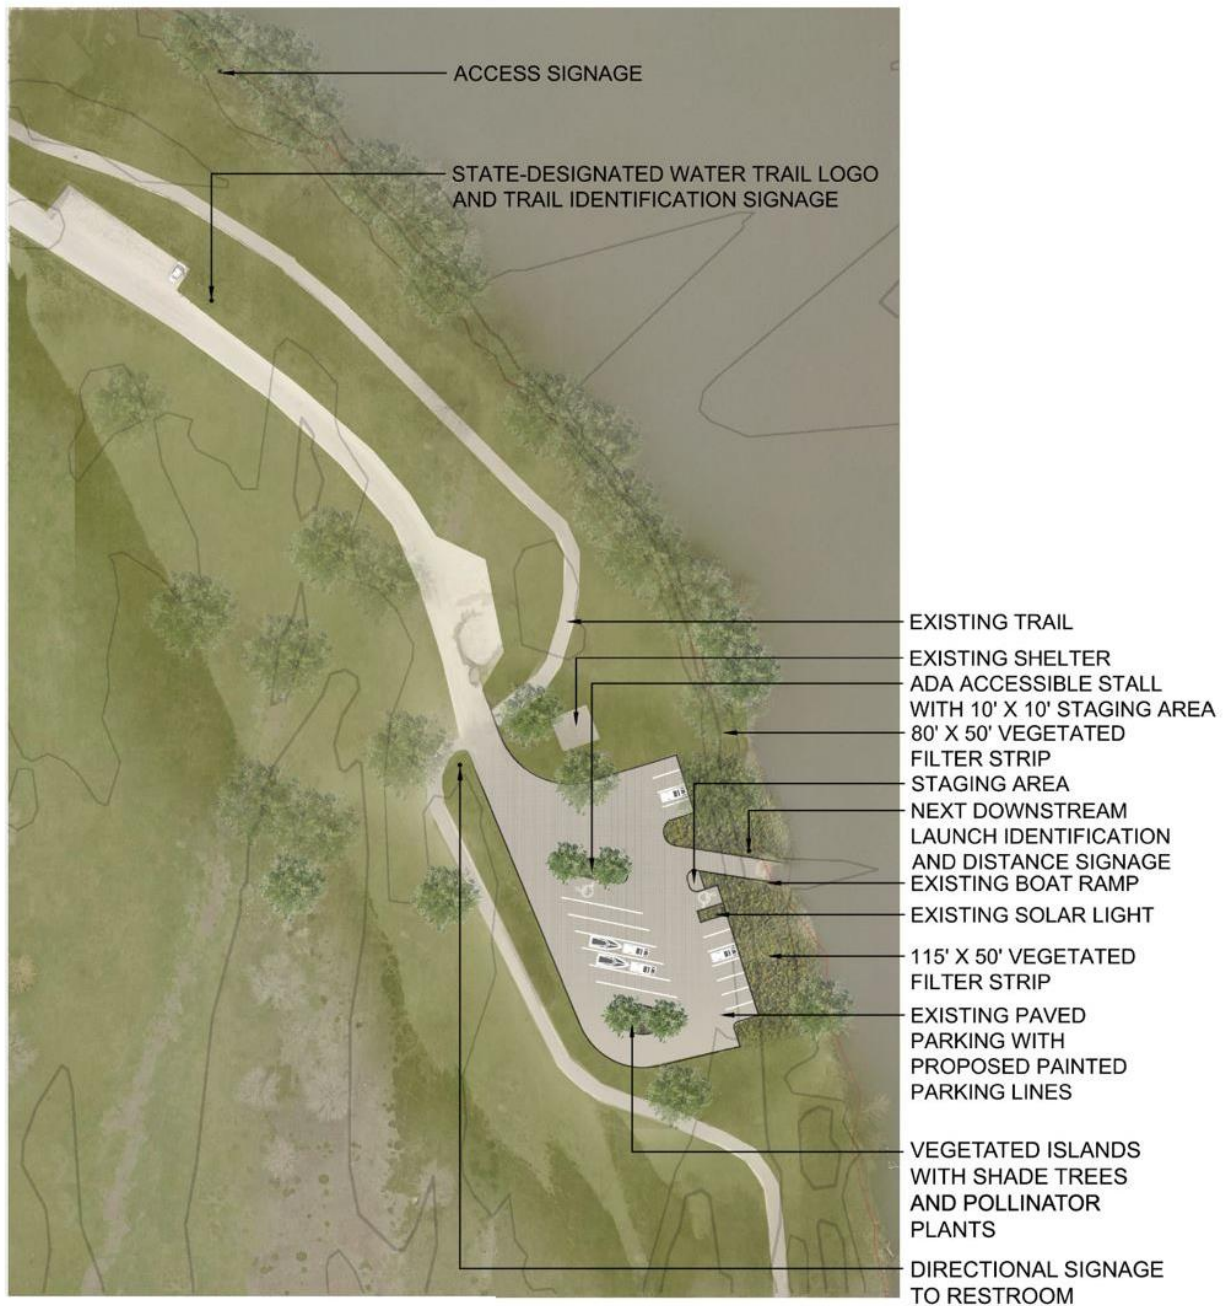 ACCESS SIGNAGE
STATE-DESIGNATED WATER TRAIL LOGO
AND TRAIL IDENTIFICATION SIGNAGE
EXISTING TRAIL
EXISTING SHELTER
ADA ACCESSIBLE STALL
WITH 10' X 10' STAGING AREA
80' X 50' VEGETATED
FILTER STRIP
STAGING AREA
NEXT DOWNSTREAM
LAUNCH IDENTIFICATION
AND DISTANCE SIGNAGE
EXISTING BOAT RAMP
EXISTING SOLAR LIGHT
115' X 50' VEGETATED
FILTER STRIP
EXISTING PAVED
PARKING WITH
PROPOSED PAINTED
PARKING LINES
VEGETATED ISLANDS
WITH SHADE TREES
AND POLLINATOR
PLANTS
DIRECTIONAL SIGNAGE
TO RESTROOM